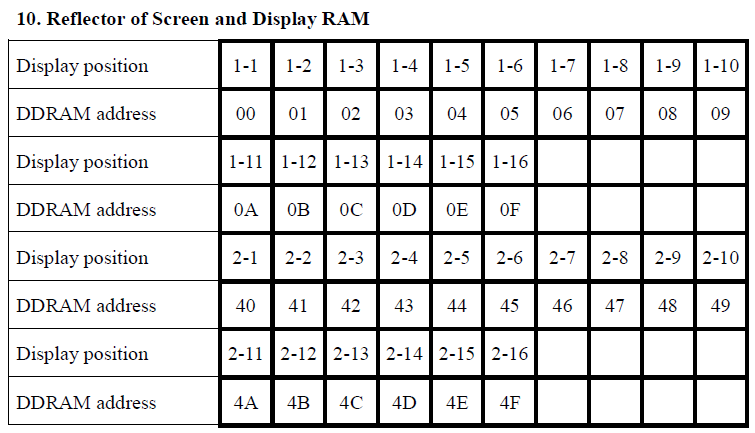 10. Reflector of Screen and Display RAM
Display position 1-1 1-2 1-3 1-4 1-5 1-6 1-7 1-8 1-9 1-10
DDRAM address 00 01 02 03 04 05 06 07 08 09
Display position 1-11 1-12 1-13 1-14 1-15 1-16
DDRAM address 0A 0B 0C 0D 0E 0F
Display position 2-1 2-2 2-3 2-4 2-5 2-6 2-7 2-8 2-9 2-10
DDRAM address 40 41 42 43 44 45 46 47 48 49
Display position 2-11 2-12 2-13 2-14 2-15 2-16
DDRAM address 4A 4B 4C 4D 4E 4F